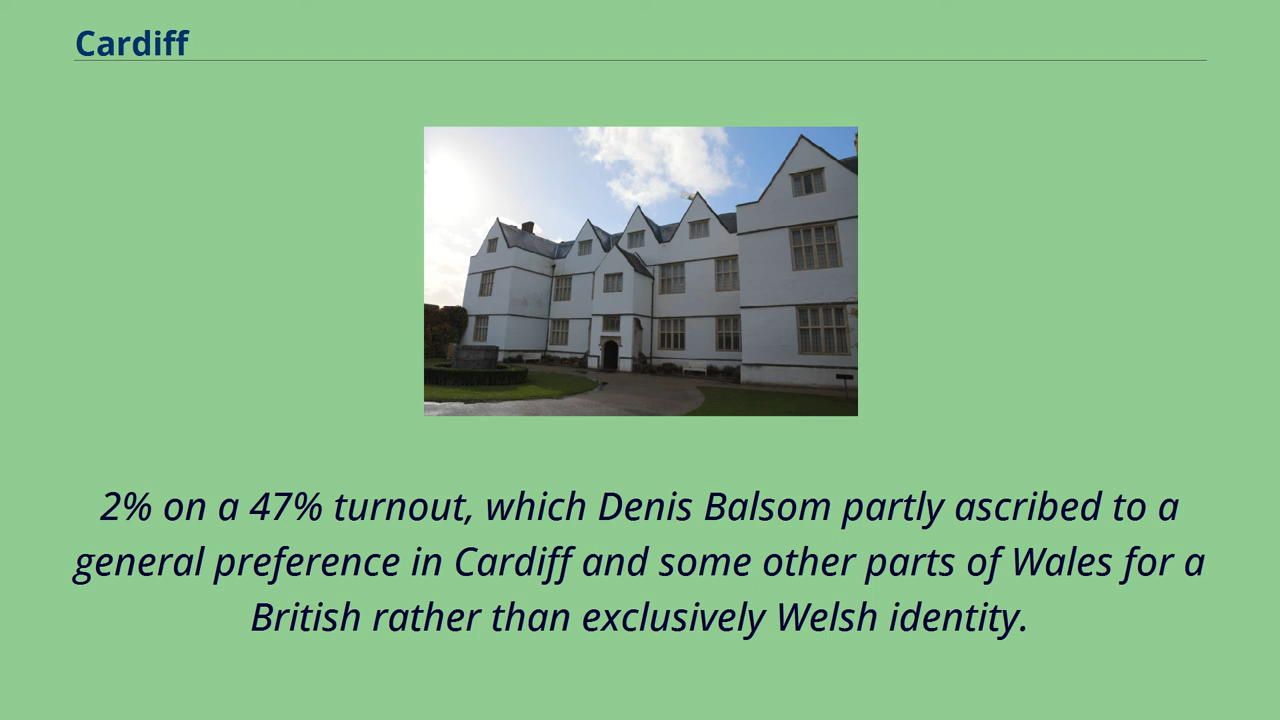 Cardiff
2% on a 47% turnout, which Denis Balsom partly ascribed to a
general preference in Cardiff and some other parts of Wales for a
British rather than exclusively Welsh identity.